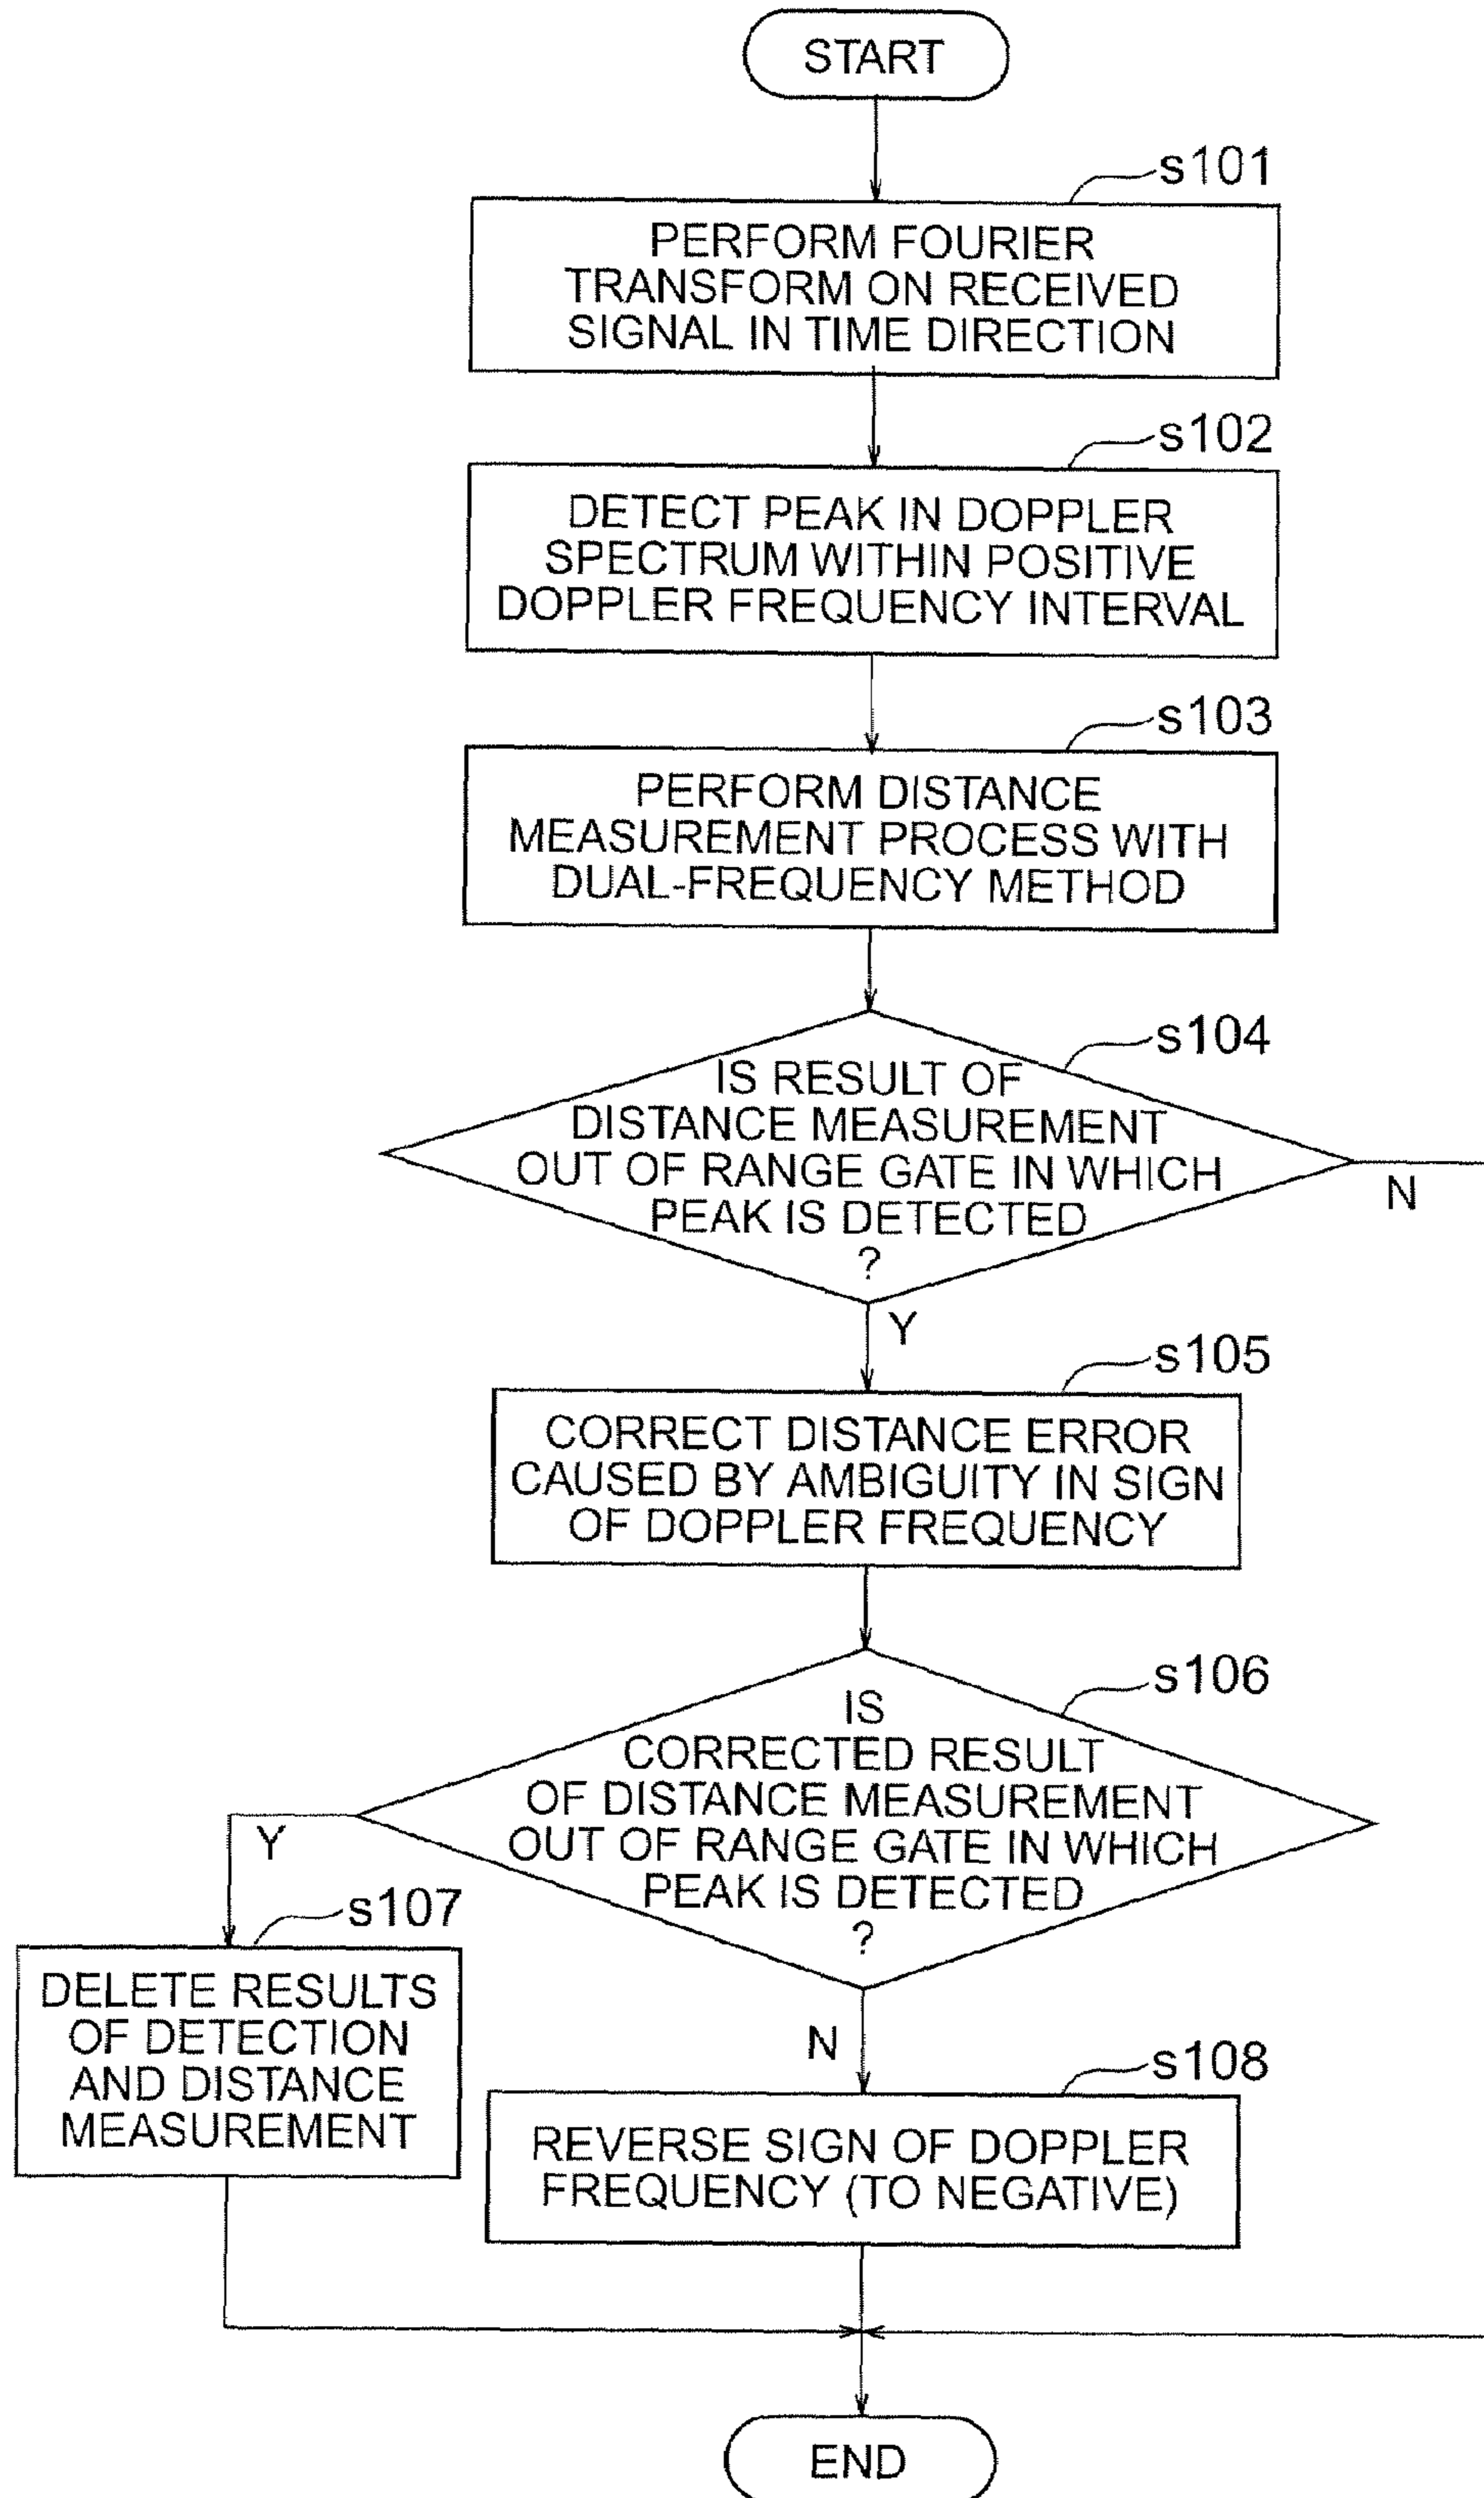 START
s101
PERFORM FOURIER
TRANSFORM ON RECEIVED
SIGNAL IN TIME DIRECTION
s102
DETECT PEAK IN DOPPLER
SPECTRUM WITHIN POSITIVE
DOPPLER FREQUENCY INTERVAL
s103
PERFORM DISTANCE
MEASUREMENT PROCESS WITH
DUAL-FREQUENCY METHOD
s104
IS RESULT OF
DISTANCE MEASUREMENT
OUT OF RANGE GATE IN WHICH
PEAK IS DETECTED
?
N
Y
s105
CORRECT DISTANCE ERROR
CAUSED BY AMBIGUITY IN SIGN
OF DOPPLER FREQUENCY
s106
IS
CORRECTED RESULT
OF DISTANCE MEASUREMENT
OUT OF RANGE GATE IN WHICH
PEAK IS DETECTED
?
Y
s107
DELETE RESULTS
OF DETECTION
AND DISTANCE
MEASUREMENT
N
s108
REVERSE SIGN OF DOPPLER
FREQUENCY (TO NEGATIVE)
END